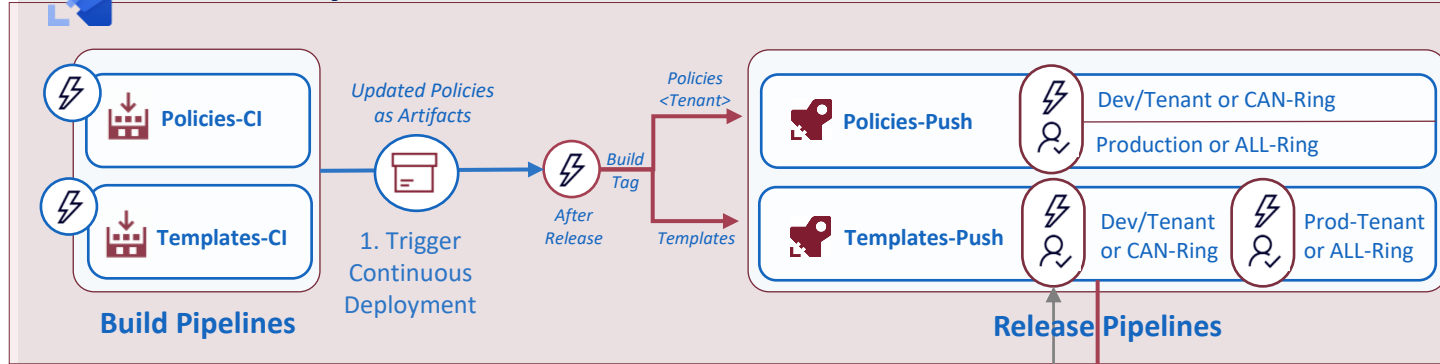 Policies-CI
Templates-CI
Build Pipelines
Updated Policies
as Artifacts
1. Trigger
Continuous
Deployment
After
Release
Build
Tag
Policies
<Tenant>
Templates
Policies-Push
Dev/Tenant or CAN-Ring
Production or ALL-Ring
Templates-Push
Dev/Tenant
or CAN-Ring
Prod-Tenant
or ALL-Ring
Release Pipelines